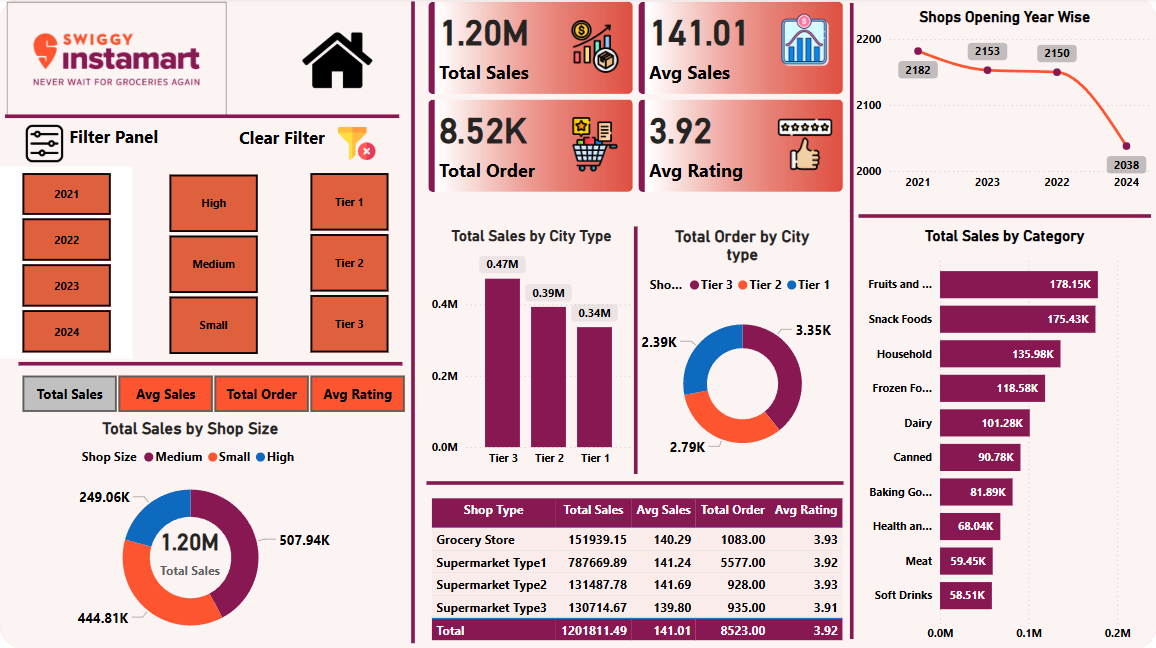 SWIGGY
instamart
NEVER WAIT FOR GROCERIES AGAIN
Filter Panel
Clear Filter
2021
2022
2023
2024
High
Medium
Small
Tier 1
Tier 2
Tier 3
Total Sales
Avg Sales
Total Order
Avg Rating
Total Sales by Shop Size
Shop Size Medium Small High
249.06K
507.94K
444.81K
1.20M
Total Sales
1.20M
Total Sales
141.01
Avg Sales
8.52K
Total Order
3.92
Avg Rating
Total Sales by City Type
0.47M
0.39M
0.34M
0.4M
0.2M
0.0M
Tier 3 Tier 2 Tier 1
Total Order by City
type
Sho... Tier 3 Tier 2 Tier 1
2.39K
3.35K
2.79K
Shop Type Total Sales Avg Sales Total Order Avg Rating
Grocery Store 151939.15 140.29 1083.00 3.93
Supermarket Type1 787669.89 141.24 5577.00 3.92
Supermarket Type2 131487.78 141.69 928.00 3.93
Supermarket Type3 130714.67 139.80 935.00 3.91
Total 1201811.49 141.01 8523.00 3.92
Shops Opening Year Wise
2200
2100
2000
2182
2153
2150
2038
2021 2023 2022 2024
Total Sales by Category
Fruits and ... 178.15K
Snack Foods 175.43K
Household 135.98K
Frozen Fo... 118.58K
Dairy 101.28K
Canned 90.78K
Baking Go... 81.89K
Health an... 68.04K
Meat 59.45K
Soft Drinks 58.51K
0.0M 0.1M 0.2M